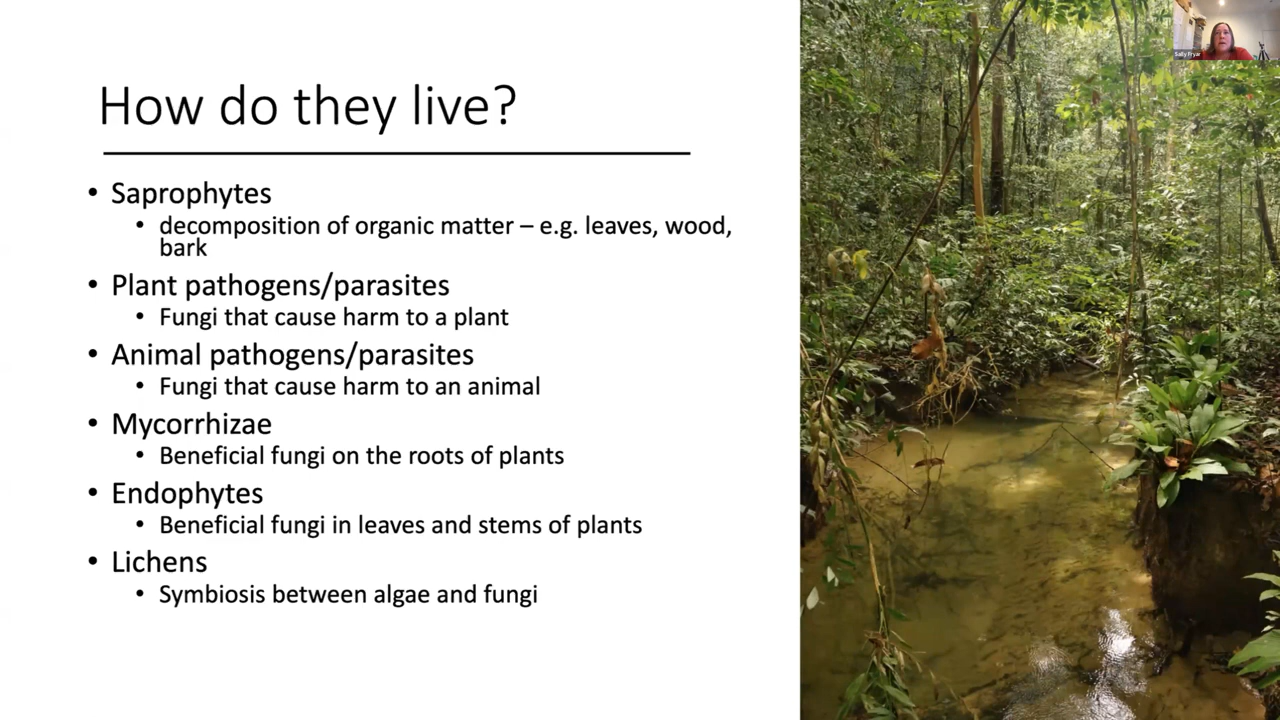 How do they live?
• Saprophytes
• decomposition of organic matter – e.g. leaves, wood,
bark
• Plant pathogens/parasites
• Fungi that cause harm to a plant
• Animal pathogens/parasites
• Fungi that cause harm to an animal
• Mycorrhizae
• Beneficial fungi on the roots of plants
• Endophytes
• Beneficial fungi in leaves and stems of plants
• Lichens
• Symbiosis between algae and fungi
Sally Fryar